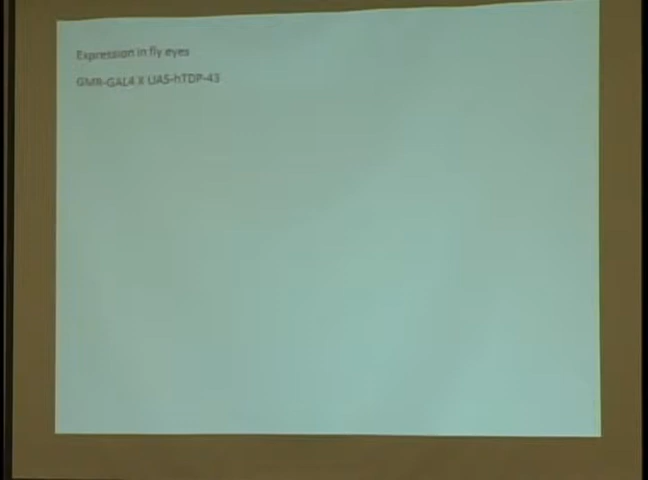 Expression in fly eyes
GMR-GAL4 X UAS-hTDP-43